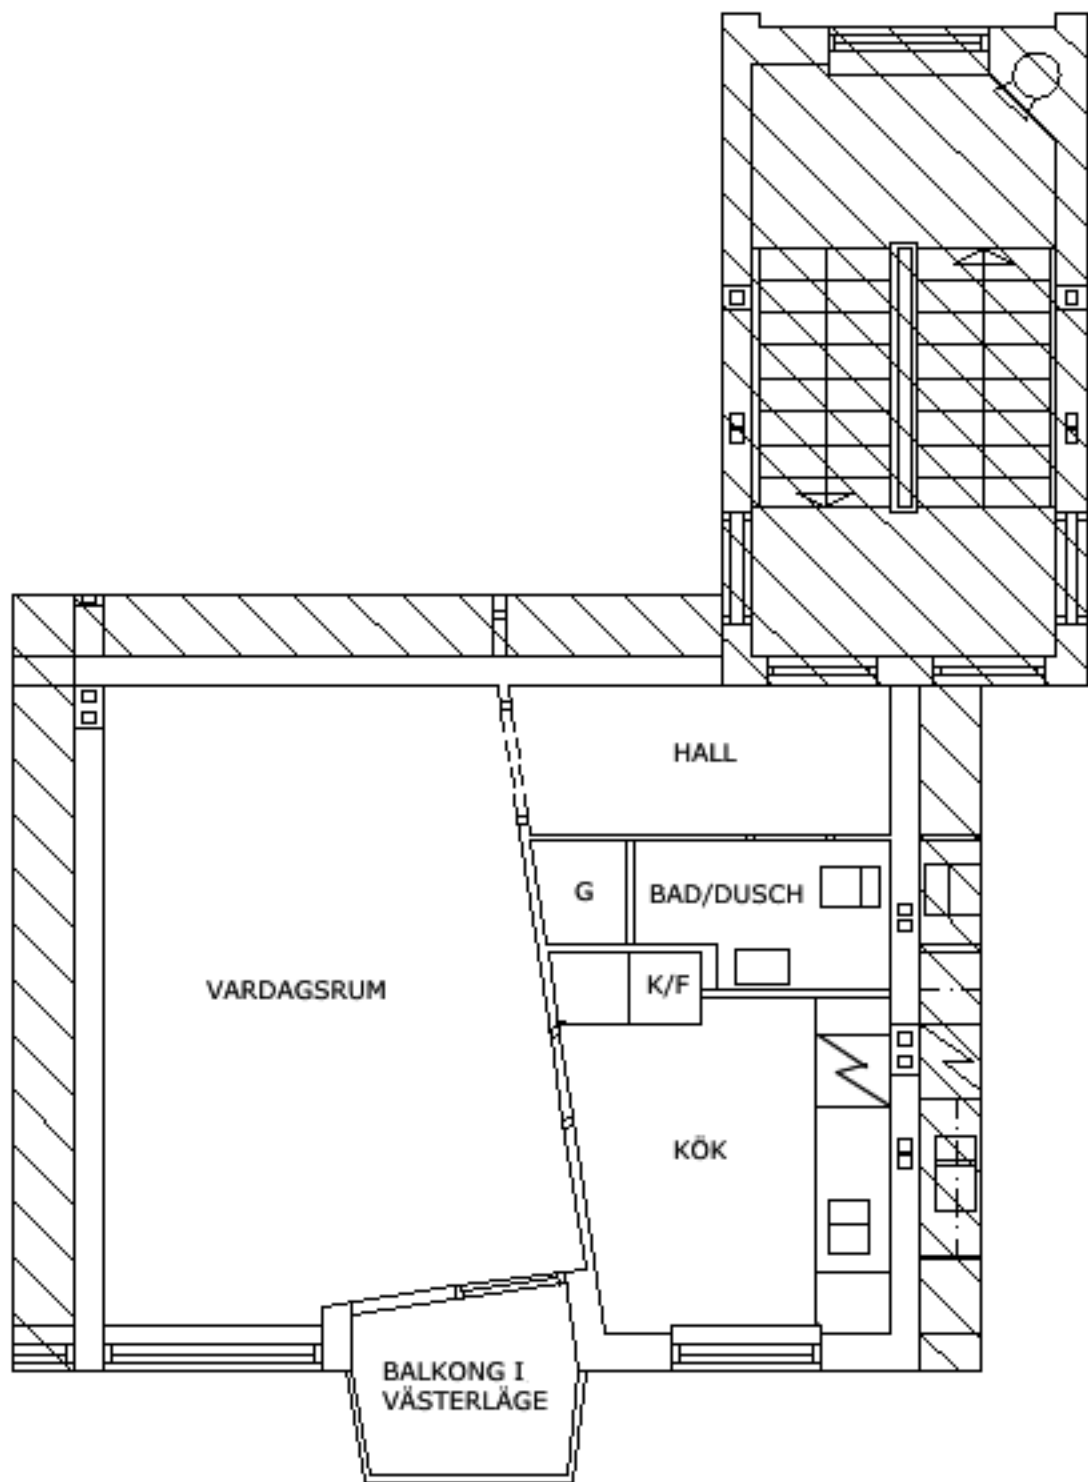 HALL
G
BAD/DUSCH
VARDAGSRUM
K/F
KÖK
BALKONG I
VÄSTERLÄGE